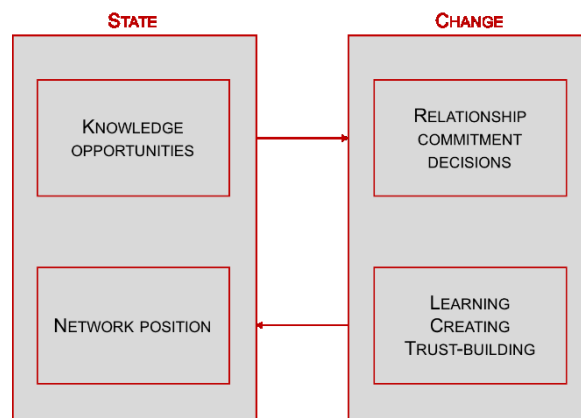 STATE
CHANGE
KNOWLEDGE
OPPORTUNITIES
RELATIONSHIP
COMMITMENT
DECISIONS
NETWORK POSITION
LEARNING
CREATING
TRUST-BUILDING